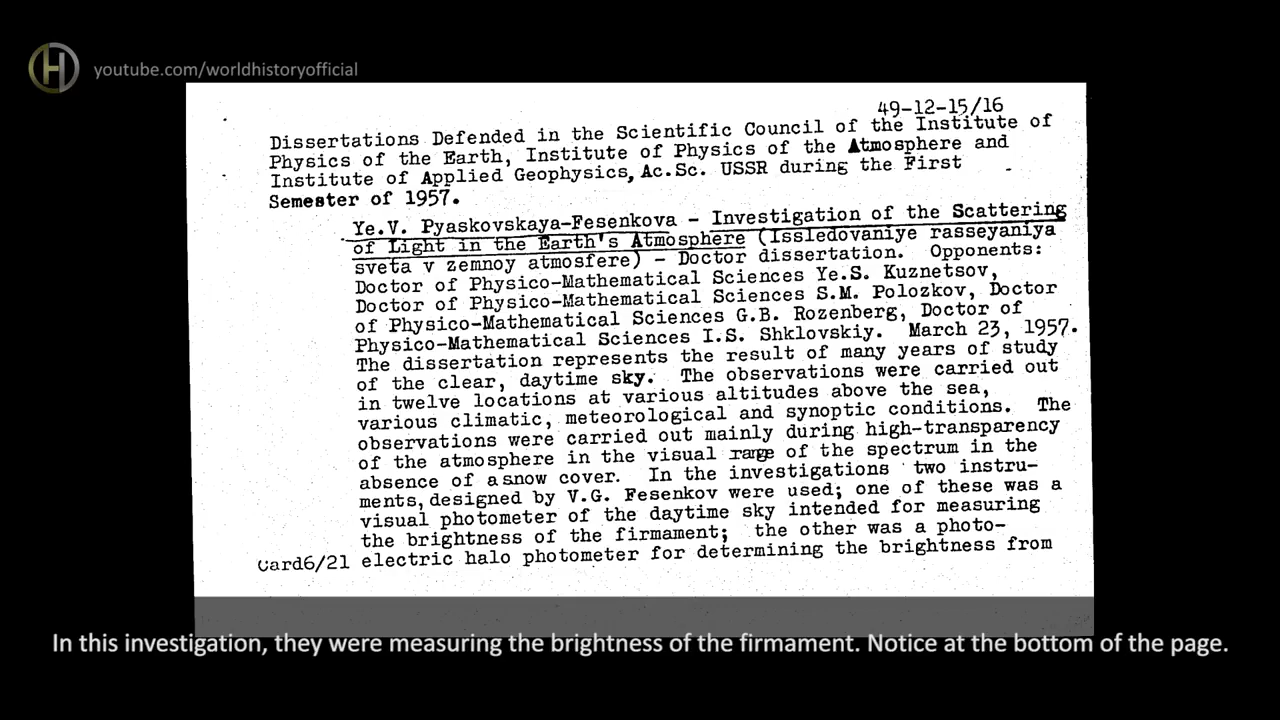 youtube.com/worldhistoryofficial
49-12-15/16
Dissertations Defended in the Scientific Council of the Institute of
Physics of the Earth, Institute of Physics of the Atmosphere and
Institute of Applied Geophysics, Ac.Sc. USSR during the First
Semester of 1957.
Ye.V. Pyaskovskaya-Fesenkova - Investigation of the Scattering
of Light in the Earth's Atmosphere (Issledovaniye rasseyaniya
sveta v zemnoy atmosfere) - Doctor dissertation. Opponents:
Doctor of Physico-Mathematical Sciences Ye.S. Kuznetsov,
Doctor of Physico-Mathematical Sciences S.M. Polozkov, Doctor
of Physico-Mathematical Sciences G.B. Rozenberg, Doctor of
Physico-Mathematical Sciences I.S. Shklovskiy. March 23, 1957.
The dissertation represents the result of many years of study
of the clear, daytime sky. The observations were carried out
in twelve locations at various altitudes above the sea,
various climatic, meteorological and synoptic conditions. The
observations were carried out mainly during high-transparency
of the atmosphere in the visual range of the spectrum in the
absence of a snow cover. In the investigations two instru-
ments, designed by V.G. Fesenkov were used; one of these was a
visual photometer of the daytime sky intended for measuring
the brightness of the firmament; the other was a photo-
Card6/21 electric halo photometer for determining the brightness from
In this investigation, they were measuring the brightness of the firmament. Notice at the bottom of the page.